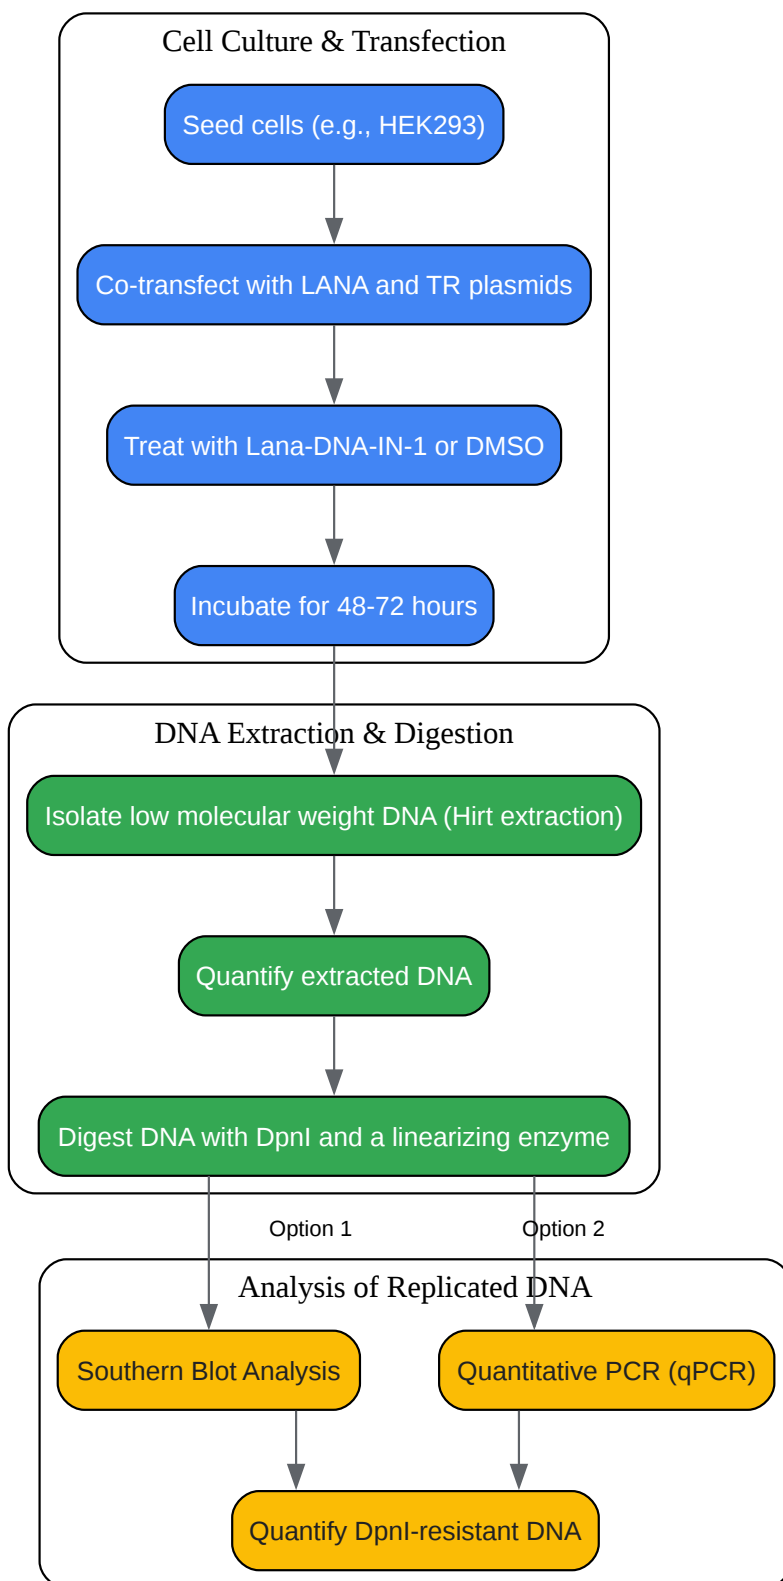 Cell Culture & Transfection
Seed cells (e.g., HEK293)
Co-transfect with LANA and TR plasmids
Treat with Lana-DNA-IN-1 or DMSO
Incubate for 48-72 hours
DNA Extraction & Digestion
Isolate low molecular weight DNA (Hirt extraction)
Quantify extracted DNA
Digest DNA with DpnI and a linearizing enzyme
Option 1
Option 2
Analysis of Replicated DNA
Southern Blot Analysis
Quantitative PCR (qPCR)
Quantify DpnI-resistant DNA